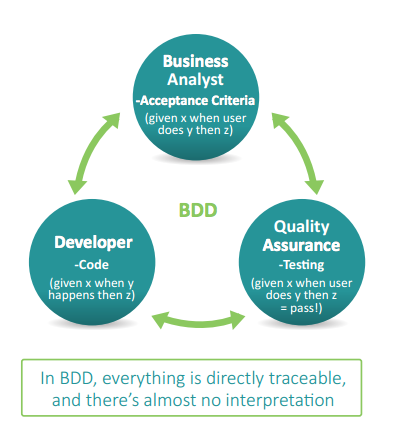 Business
Analyst
-Acceptance Criteria
(given x when user
does y then z)
BDD
Developer
-Code
(given x when y
happens then z)
Quality
Assurance
-Testing
(given x when user
does y then z
= pass!)
In BDD, everything is directly traceable,
and there's almost no interpretation